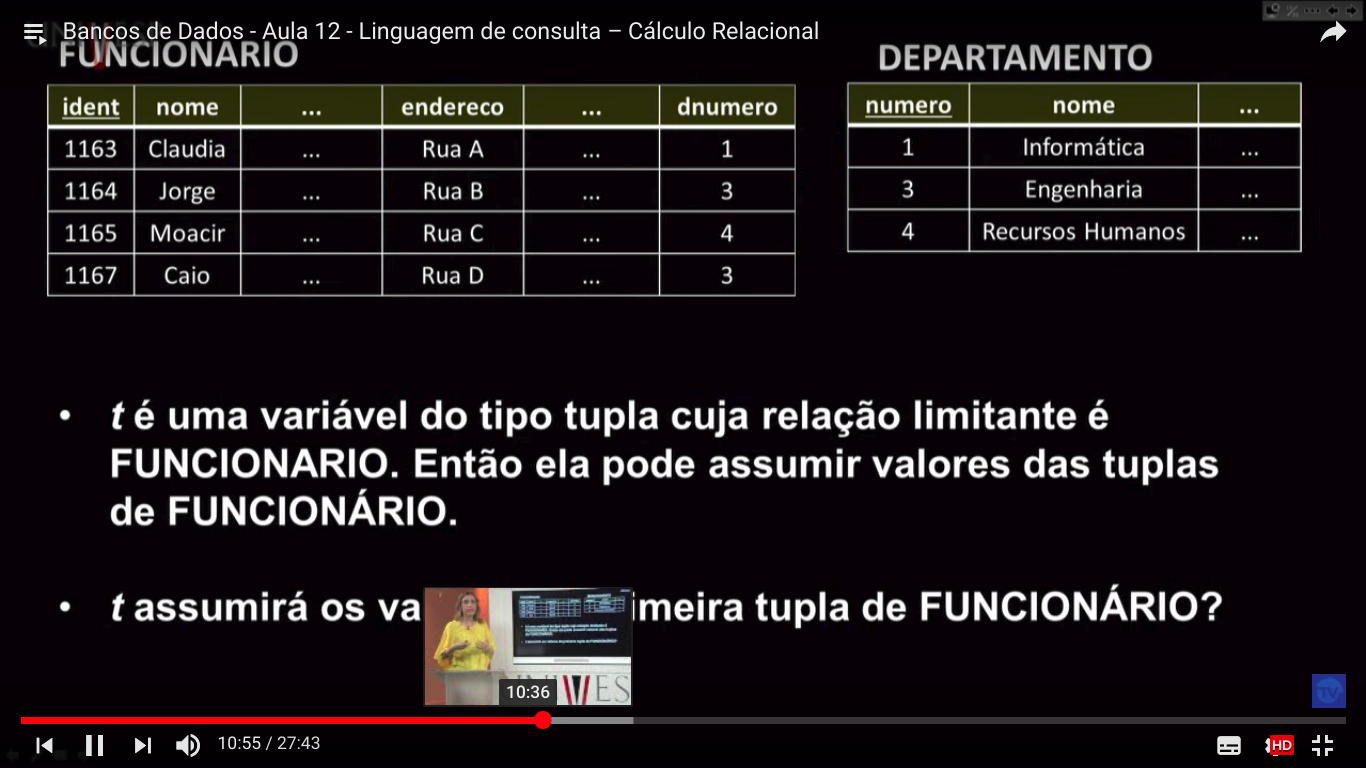 Bancos de Dados - Aula 12 - Linguagem de consulta – Cálculo Relacional
FUNCIONARIO
ident nome ... endereco ... dnumero
1163 Claudia ... Rua A ... 1
1164 Jorge ... Rua B ... 3
1165 Moacir ... Rua C ... 4
1167 Caio ... Rua D ... 3
DEPARTAMENTO
numero nome ...
1 Informática ...
3 Engenharia ...
4 Recursos Humanos ...
• t é uma variável do tipo tupla cuja relação limitante é
FUNCIONARIO. Então ela pode assumir valores das tuplas
de FUNCIONÁRIO.
• t assumirá os va imeira tupla de FUNCIONÁRIO?
10:36
TV
10:55 / 27:43
HD